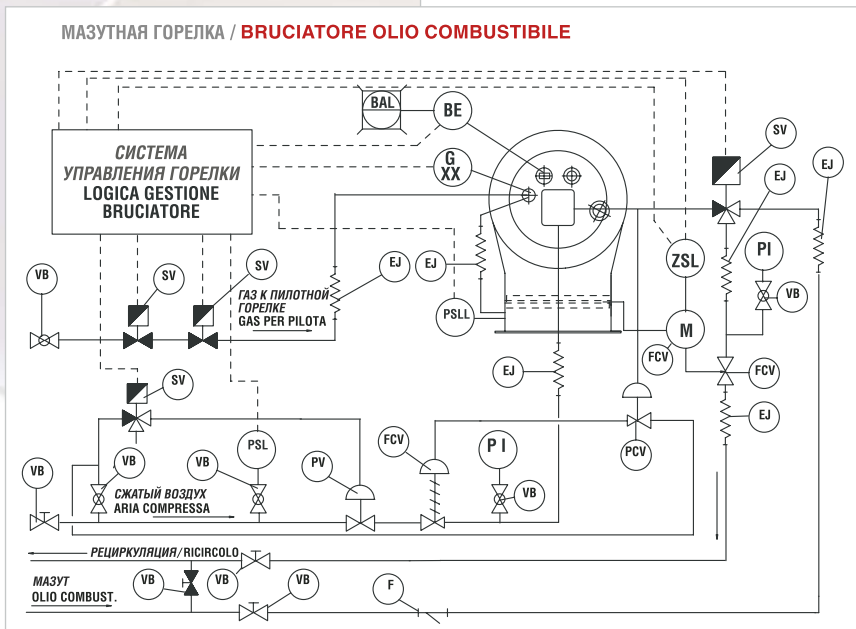 МАЗУТНАЯ ГОРЕЛКА / BRUCIATORE OLIO COMBUSTIBILE
BAL
BE
СИСТЕМА
УПРАВЛЕНИЯ ГОРЕЛКИ
LOGICA GESTIONE
BRUCIATORE
G
XX
SV
EJ
EJ
VB
SV
SV
EJ
EJ
ZSL
PI
VB
ГАЗ К ПИЛОТНОЙ
ГОРЕЛКЕ
GAS PER PILOTA
PSLL
M
FCV
FCV
EJ
SV
EJ
VB
VB
VB
PSL
PV
FCV
P I
VB
PCV
СЖАТЫЙ ВОЗДУХ
ARIA COMPRESSA
РЕЦИРКУЛЯЦИЯ/RICIRCOLO
МАЗУТ
OLIO COMBUST.
VB
VB
VB
F